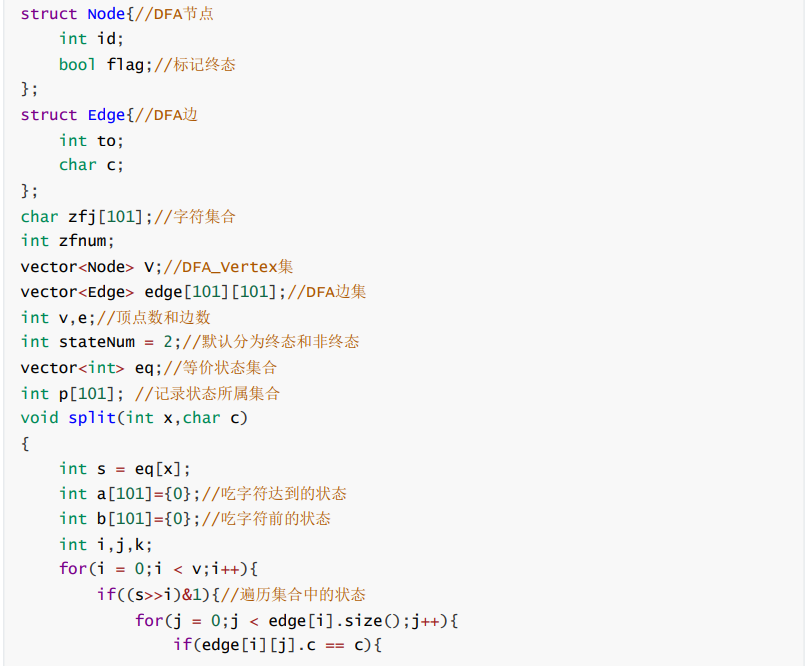 struct Node{//DFA节点
    int id;
    bool flag;//标记终态
};
struct Edge{//DFA边
    int to;
    char c;
};
char zfj[101];//字符集合
int zfnum;
vector<Node> V;//DFA_Vertex集
vector<Edge> edge[101][101];//DFA边集
int v,e;//顶点数和边数
int stateNum = 2;//默认分为终态和非终态
vector<int> eq;//等价状态集合
int p[101]; //记录状态所属集合
void split(int x,char c)
{
    int s = eq[x];
    int a[101]={0};//吃字符达到的状态
    int b[101]={0};//吃字符前的状态
    int i,j,k;
    for(i = 0;i < v;i++){
        if((s>>i)&1){//遍历集合中的状态
            for(j = 0;j < edge[i].size();j++){
                if(edge[i][j].c == c){